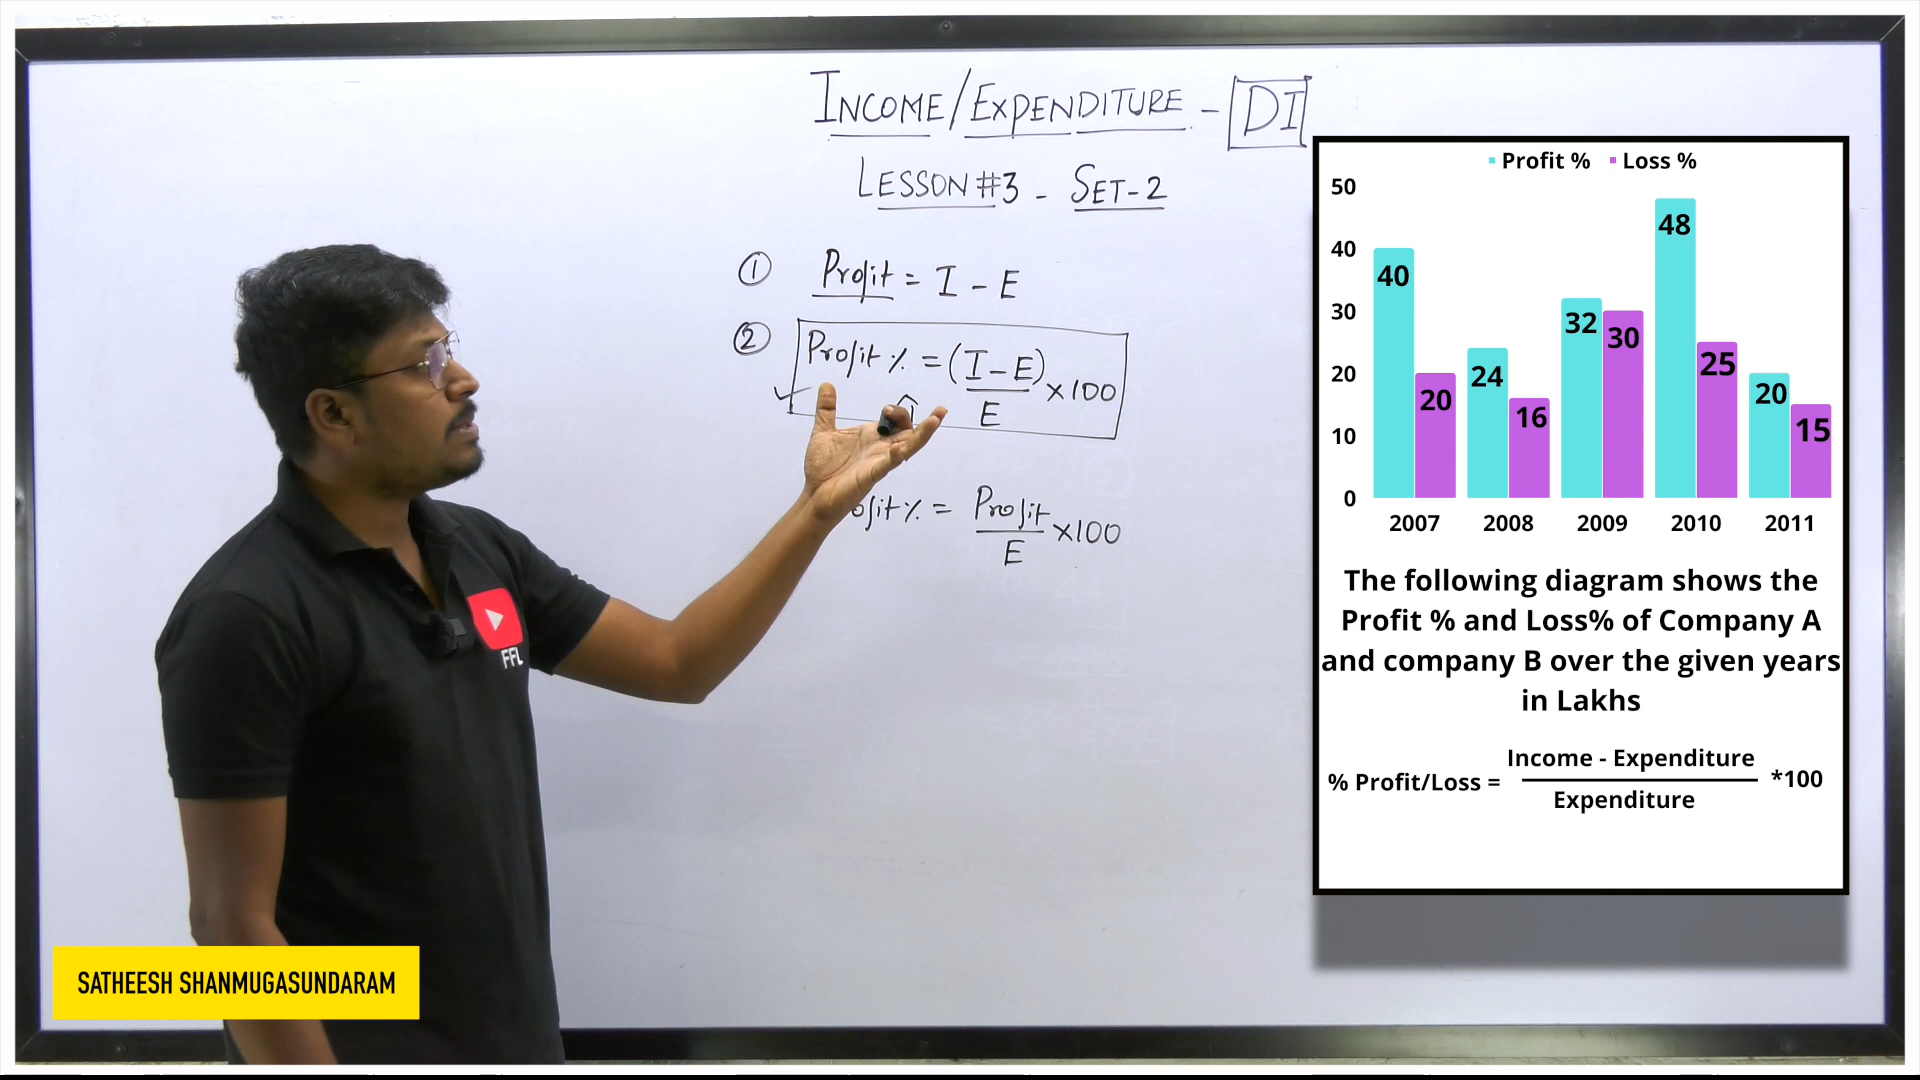 INCOME/EXPENDITURE - DI
LESSON #3 - SET-2
① Profit = I - E
② Profit % = (I - E)
E
×100
ofit % = Profit
E
×100
FFL
SATHEESH SHANMUGASUNDARAM
Profit % Loss %
50
40
30
20
10
0
40
20
24
16
32
30
48
25
20
15
2007 2008 2009 2010 2011
The following diagram shows the
Profit % and Loss% of Company A
and company B over the given years
in Lakhs
% Profit/Loss =
Income - Expenditure
Expenditure
*100